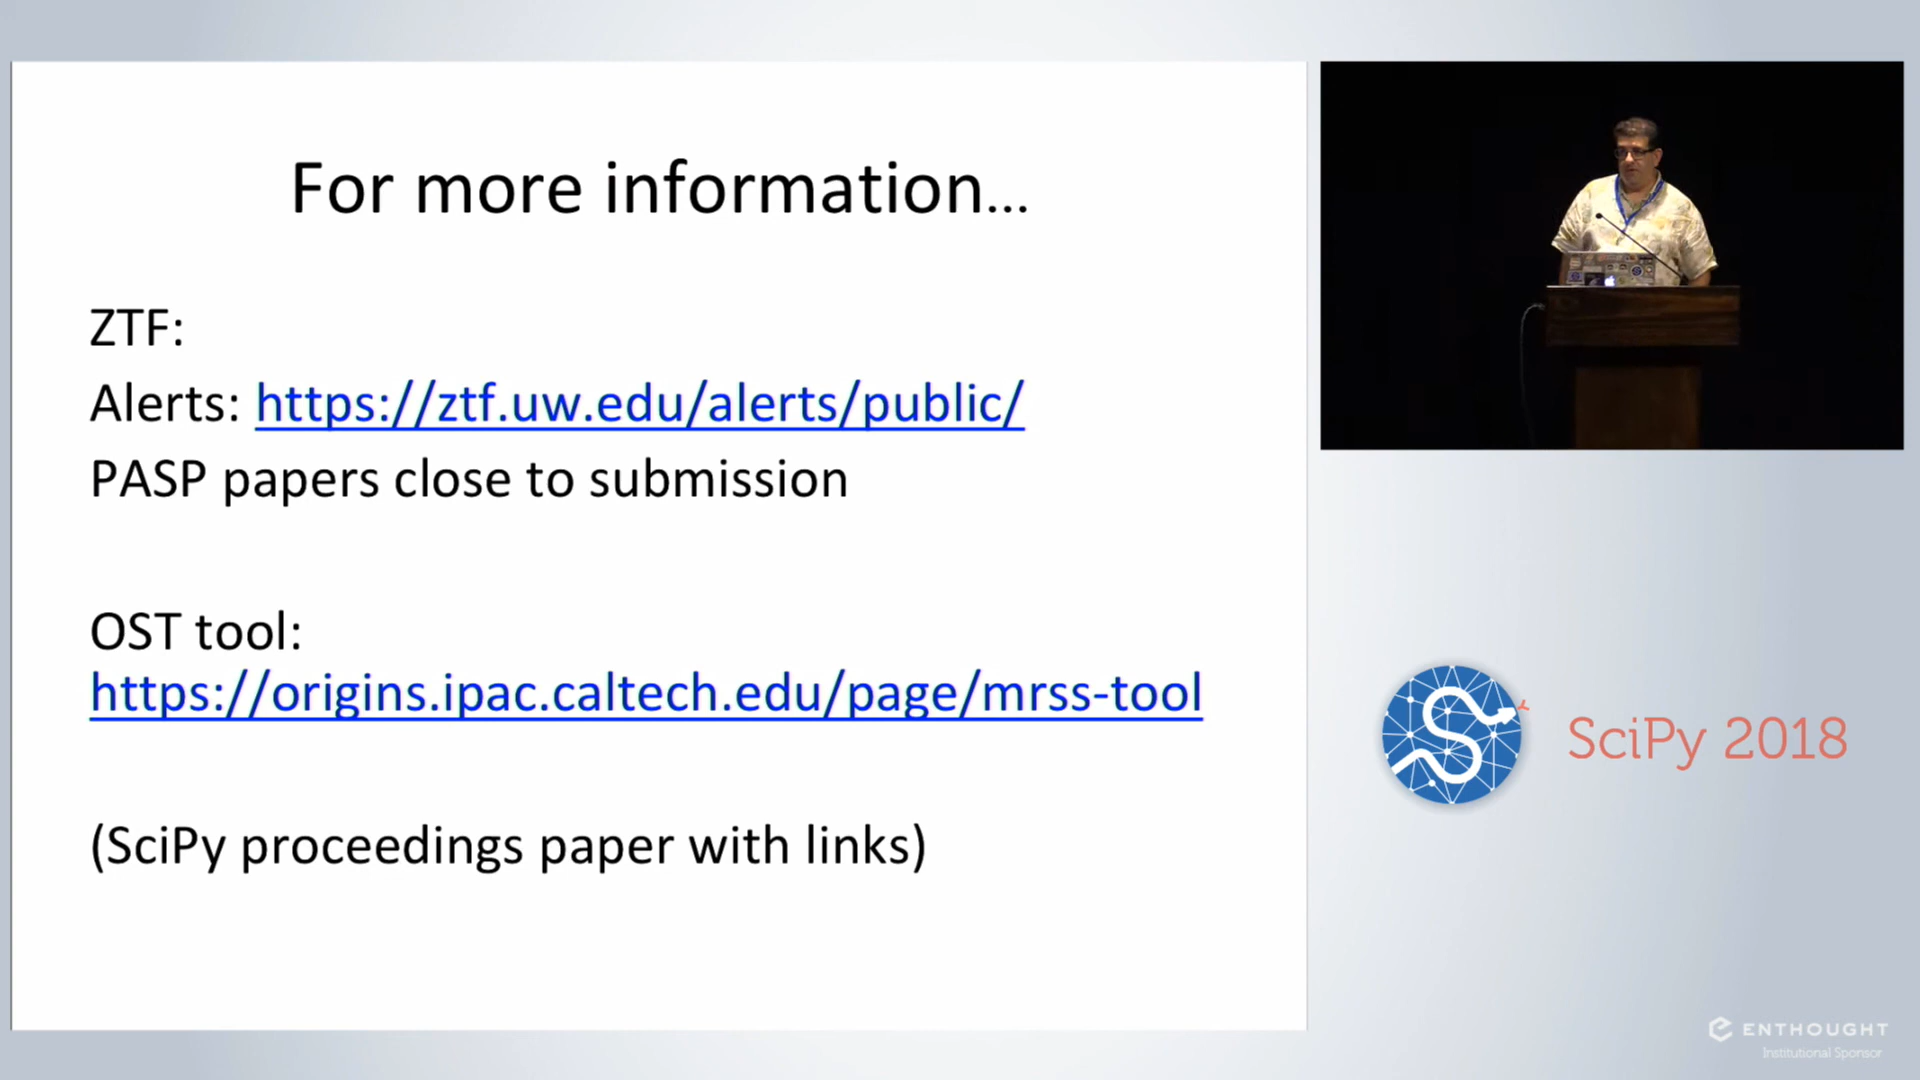 For more information...
ZTF:
Alerts: https://ztf.uw.edu/alerts/public/
PASP papers close to submission
OST tool:
https://origins.ipac.caltech.edu/page/mrss-tool
(SciPy proceedings paper with links)
SciPy 2018
ENTHOUGHT
Institutional Sponsor